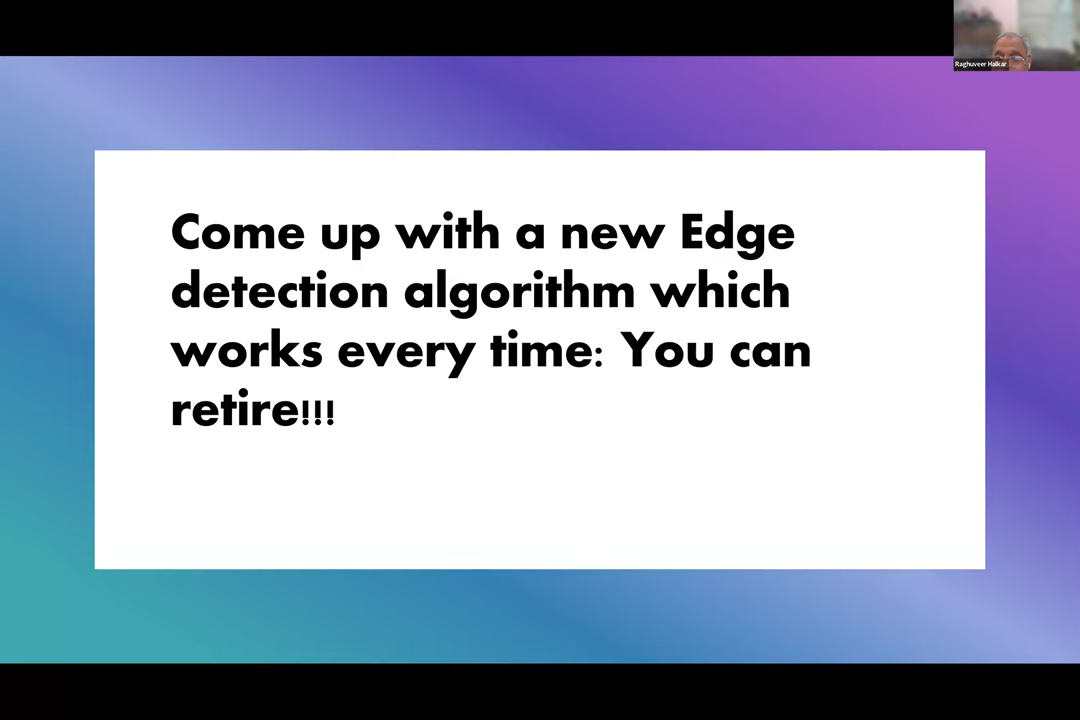 Raghuveer Halkar
Come up with a new Edge
detection algorithm which
works every time: You can
retire!!!